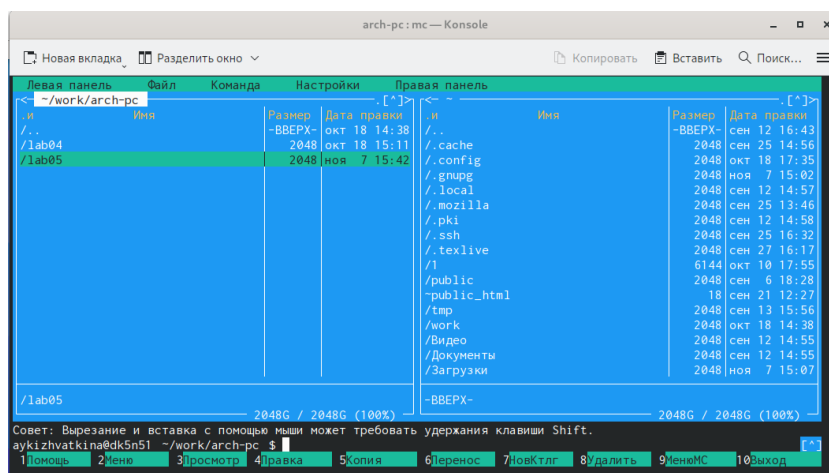 arch-pc : mc — Konsole
Новая вкладка Разделить окно Копировать Вставить Поиск...
Левая панель Файл Команда Настройки Правая панель
<─ ~/work/arch-pc .[^]>
.и Имя Размер Дата правки
/.. -ВВЕРХ- окт 18 14:38
/lab04 2048 окт 18 15:11
/lab05 2048 ноя 7 15:42
/lab05
2048G / 2048G (100%)
<─ ~ .[^]>
.и Имя Размер Дата правки
/.. -ВВЕРХ- сен 12 16:43
/.cache 2048 сен 25 14:56
/.config 2048 окт 18 17:35
/.gnupg 2048 ноя 7 15:02
/.local 2048 сен 12 14:57
/.mozilla 2048 сен 25 13:46
/.pki 2048 сен 12 14:58
/.ssh 2048 сен 25 16:32
/.texlive 2048 сен 27 16:17
/1 6144 окт 10 17:55
/public 2048 сен 6 18:28
~public_html 18 сен 21 12:27
/tmp 2048 сен 13 15:56
/work 2048 окт 18 14:38
/Видео 2048 сен 12 14:55
/Документы 2048 сен 12 14:55
/Загрузки 2048 ноя 7 15:07
-ВВЕРХ-
2048G / 2048G (100%)
Совет: Вырезание и вставка с помощью мыши может требовать удержания клавиши Shift.
aykizhvatkina@dk5n51 ~/work/arch-pc $ [^]
1Помощь 2Меню 3Просмотр 4Правка 5Копия 6Перенос 7НовКтлг 8Удалить 9МенюMC 10Выход